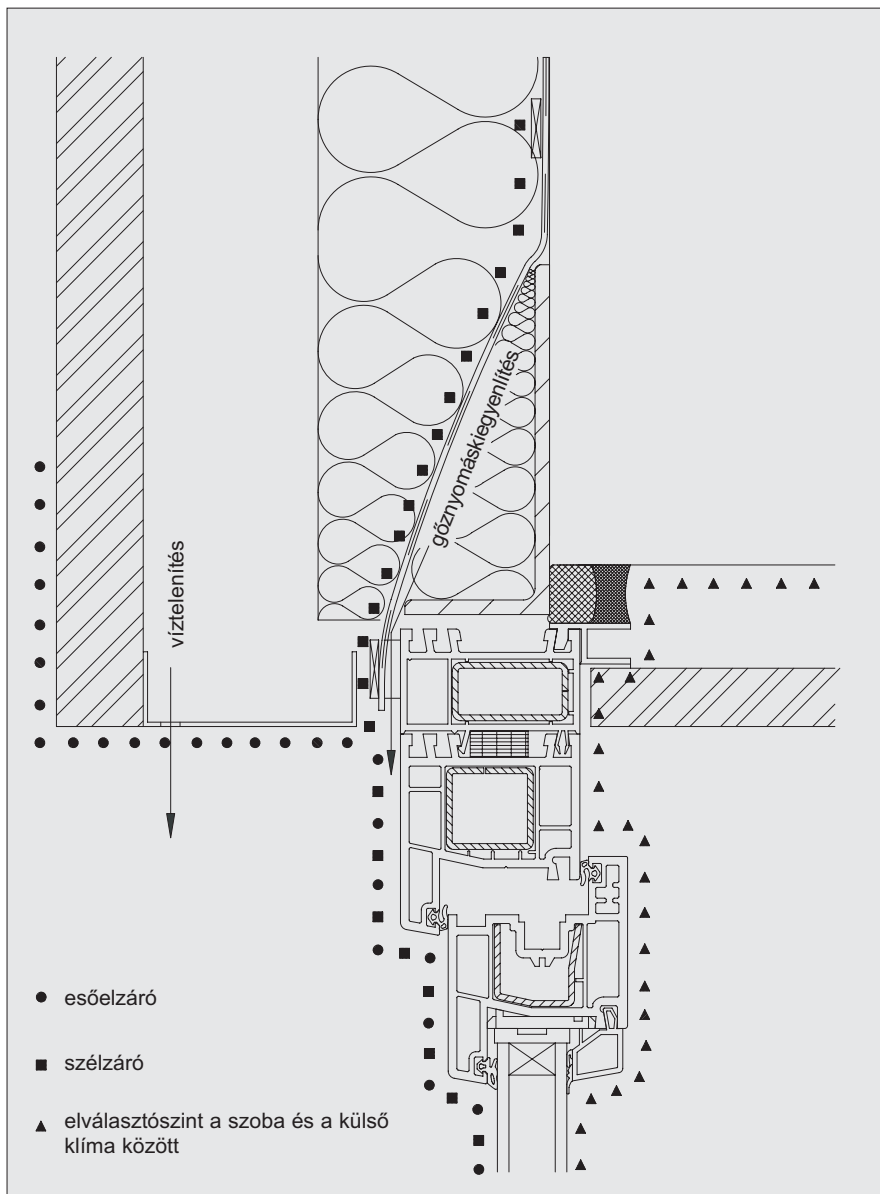 gőznyomáskiegyenlítés
víztelenítés
esőelzáró
szélzáró
elválasztószint a szoba és a külső
klíma között